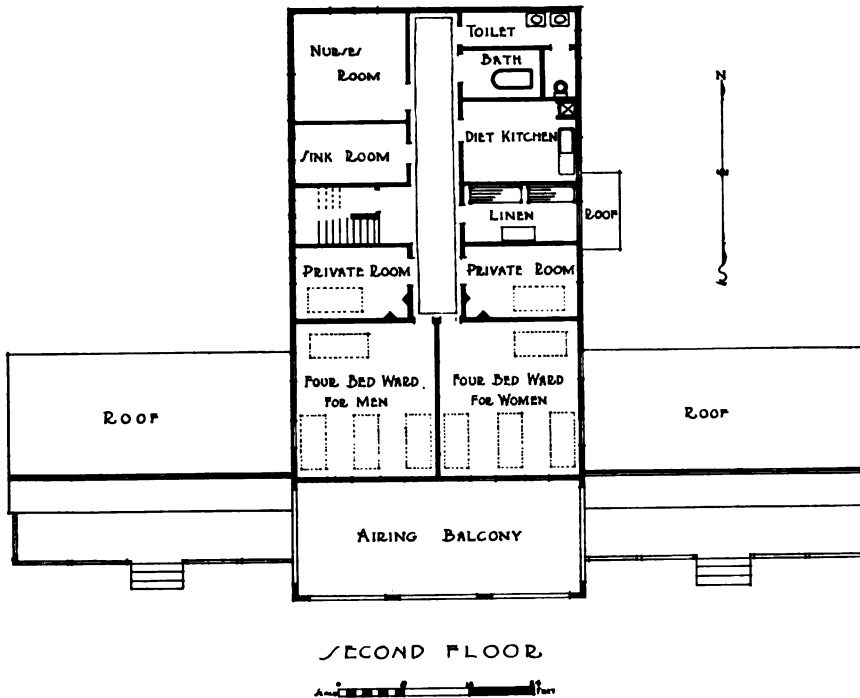 TOILET
NURSES
ROOM
BATH
N
DIET KITCHEN
SINK ROOM
LINEN
ROOF
PRIVATE ROOM
PRIVATE ROOM
S
FOUR BED WARD
FOR MEN
FOUR BED WARD
FOR WOMEN
ROOF
ROOF
AIRING BALCONY
SECOND FLOOR
FEET